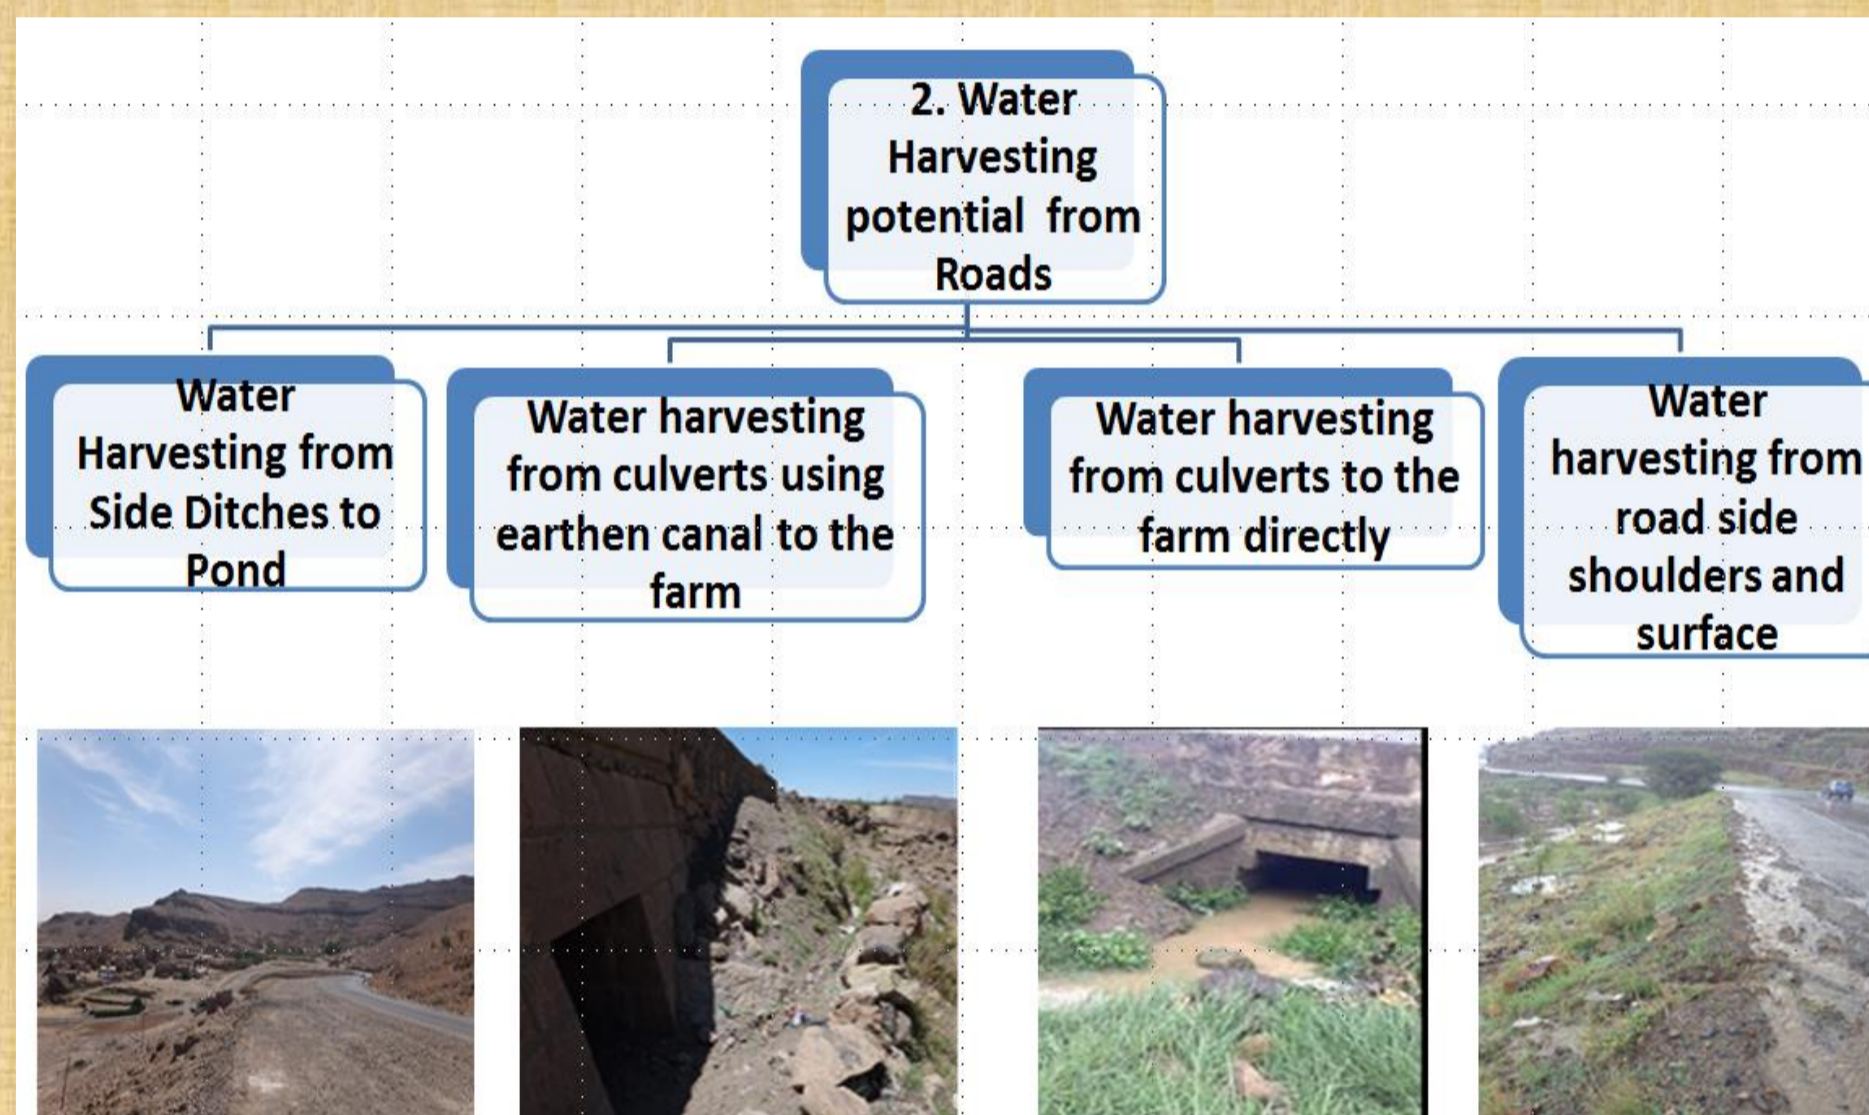 2. Water
Harvesting
potential from
Roads
Water
Harvesting from
Side Ditches to
Pond
Water harvesting
from culverts using
earthen canal to the
farm
Water harvesting
from culverts to the
farm directly
Water
harvesting from
road side
shoulders and
surface